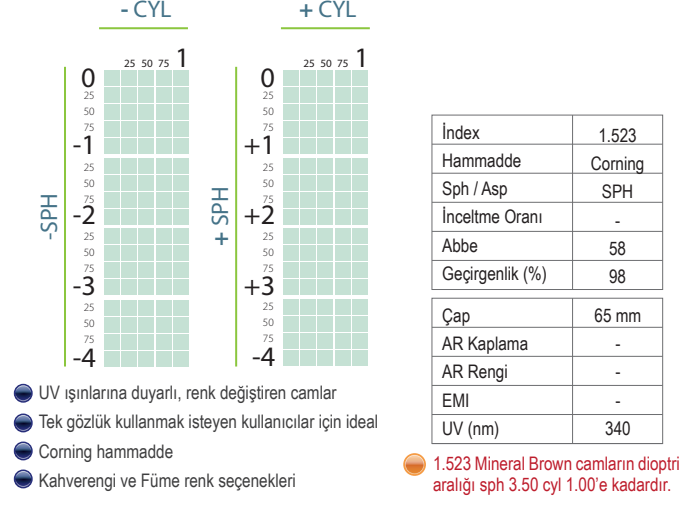 - CYL
25 50 75 1
0
25
50
75
-1
25
50
75
-2
25
50
75
-3
25
50
75
-4
-SPH
+ CYL
25 50 75 1
0
25
50
75
+1
25
50
75
+2
25
50
75
+3
25
50
75
-4
+ SPH
UV ışınlarına duyarlı, renk değiştiren camlar
Tek gözlük kullanmak isteyen kullanıcılar için ideal
Corning hammadde
Kahverengi ve Füme renk seçenekleri
İndex 1.523
Hammadde Corning
Sph / Asp SPH
İnceltme Oranı -
Abbe 58
Geçirgenlik (%) 98
Çap 65 mm
AR Kaplama -
AR Rengi -
EMI -
UV (nm) 340
1.523 Mineral Brown camların dioptri
aralığı sph 3.50 cyl 1.00’e kadardır.